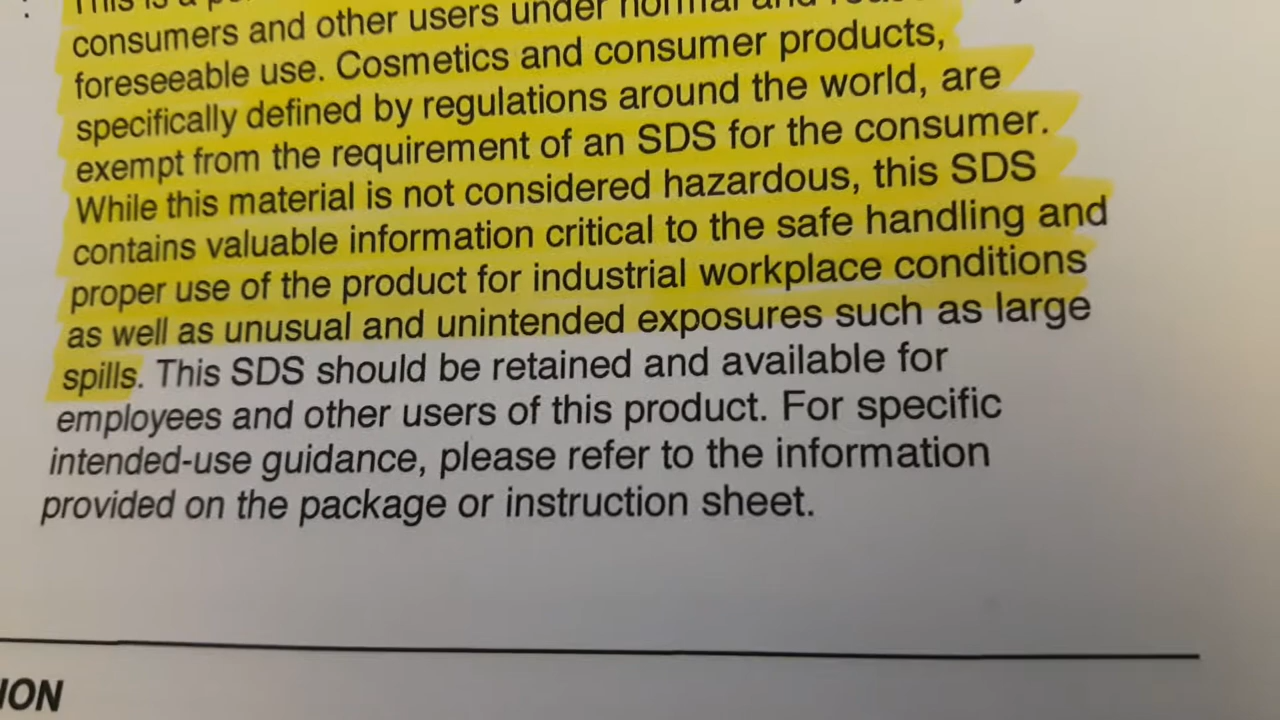 This is a
consumers and other users under normal and
foreseeable use. Cosmetics and consumer products,
specifically defined by regulations around the world, are
exempt from the requirement of an SDS for the consumer.
While this material is not considered hazardous, this SDS
contains valuable information critical to the safe handling and
proper use of the product for industrial workplace conditions
as well as unusual and unintended exposures such as large
spills. This SDS should be retained and available for
employees and other users of this product. For specific
intended-use guidance, please refer to the information
provided on the package or instruction sheet.
ION